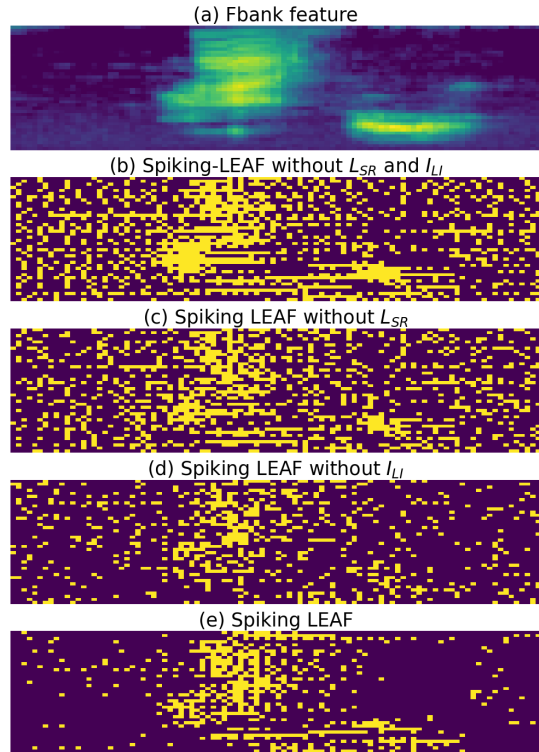 (a) Fbank feature
(b) Spiking-LEAF without L_SR and I_LI
(c) Spiking LEAF without L_SR
(d) Spiking LEAF without I_LI
(e) Spiking LEAF